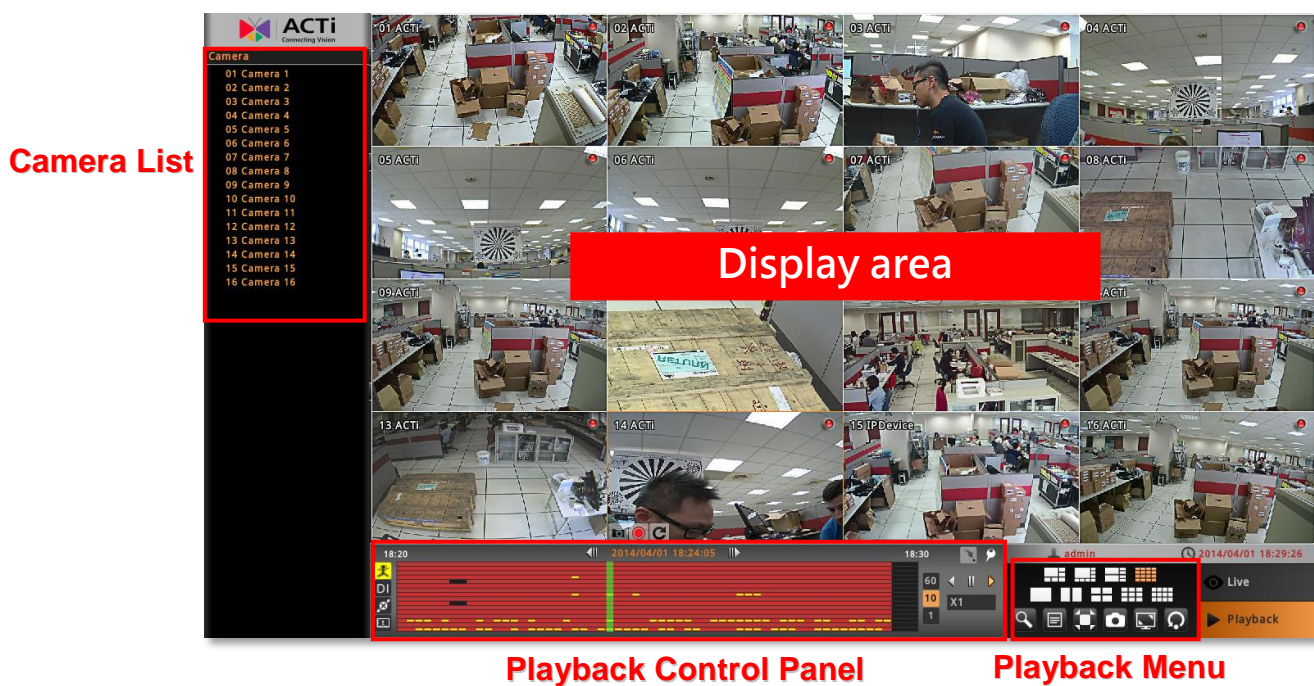 ACTi
Connecting Vision
Camera
01 Camera 1
02 Camera 2
03 Camera 3
04 Camera 4
05 Camera 5
06 Camera 6
07 Camera 7
08 Camera 8
09 Camera 9
10 Camera 10
11 Camera 11
12 Camera 12
13 Camera 13
14 Camera 14
15 Camera 15
16 Camera 16
Camera List
01 ACTi
02 ACTi
03 ACTi
04 ACTi
05 ACTi
06 ACTi
07 ACTi
08 ACTi
Display area
09 ACTi
ACTi
RETURN
13 ACTi
14 ACTi
15 IPDevice
16 ACTi
18:20
2014/04/01 18:24:05
18:30
DI
60
10
1
X1
admin
2014/04/01 18:29:26
Live
Playback
Playback Control Panel
Playback Menu